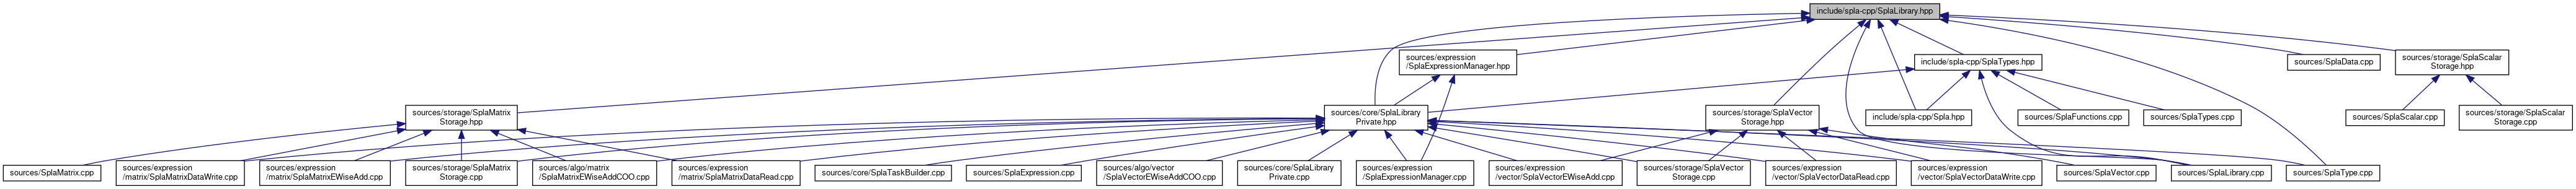 include/spla-cpp/SplaLibrary.hpp
sources/expression
/SplaExpressionManager.hpp
include/spla-cpp/SplaTypes.hpp
sources/SplaData.cpp
sources/storage/SplaScalar
Storage.hpp
sources/storage/SplaMatrix
Storage.hpp
sources/core/SplaLibrary
Private.hpp
sources/storage/SplaVector
Storage.hpp
include/spla-cpp/Spla.hpp
sources/SplaFunctions.cpp
sources/SplaTypes.cpp
sources/SplaScalar.cpp
sources/storage/SplaScalar
Storage.cpp
sources/SplaMatrix.cpp
sources/expression
/matrix/SplaMatrixDataWrite.cpp
sources/expression
/matrix/SplaMatrixEWiseAdd.cpp
sources/storage/SplaMatrix
Storage.cpp
sources/algo/matrix
/SplaMatrixEWiseAddCOO.cpp
sources/expression
/matrix/SplaMatrixDataRead.cpp
sources/core/SplaTaskBuilder.cpp
sources/SplaExpression.cpp
sources/algo/vector
/SplaVectorEWiseAddCOO.cpp
sources/core/SplaLibrary
Private.cpp
sources/expression
/SplaExpressionManager.cpp
sources/expression
/vector/SplaVectorEWiseAdd.cpp
sources/storage/SplaVector
Storage.cpp
sources/expression
/vector/SplaVectorDataRead.cpp
sources/expression
/vector/SplaVectorDataWrite.cpp
sources/SplaVector.cpp
sources/SplaLibrary.cpp
sources/SplaType.cpp